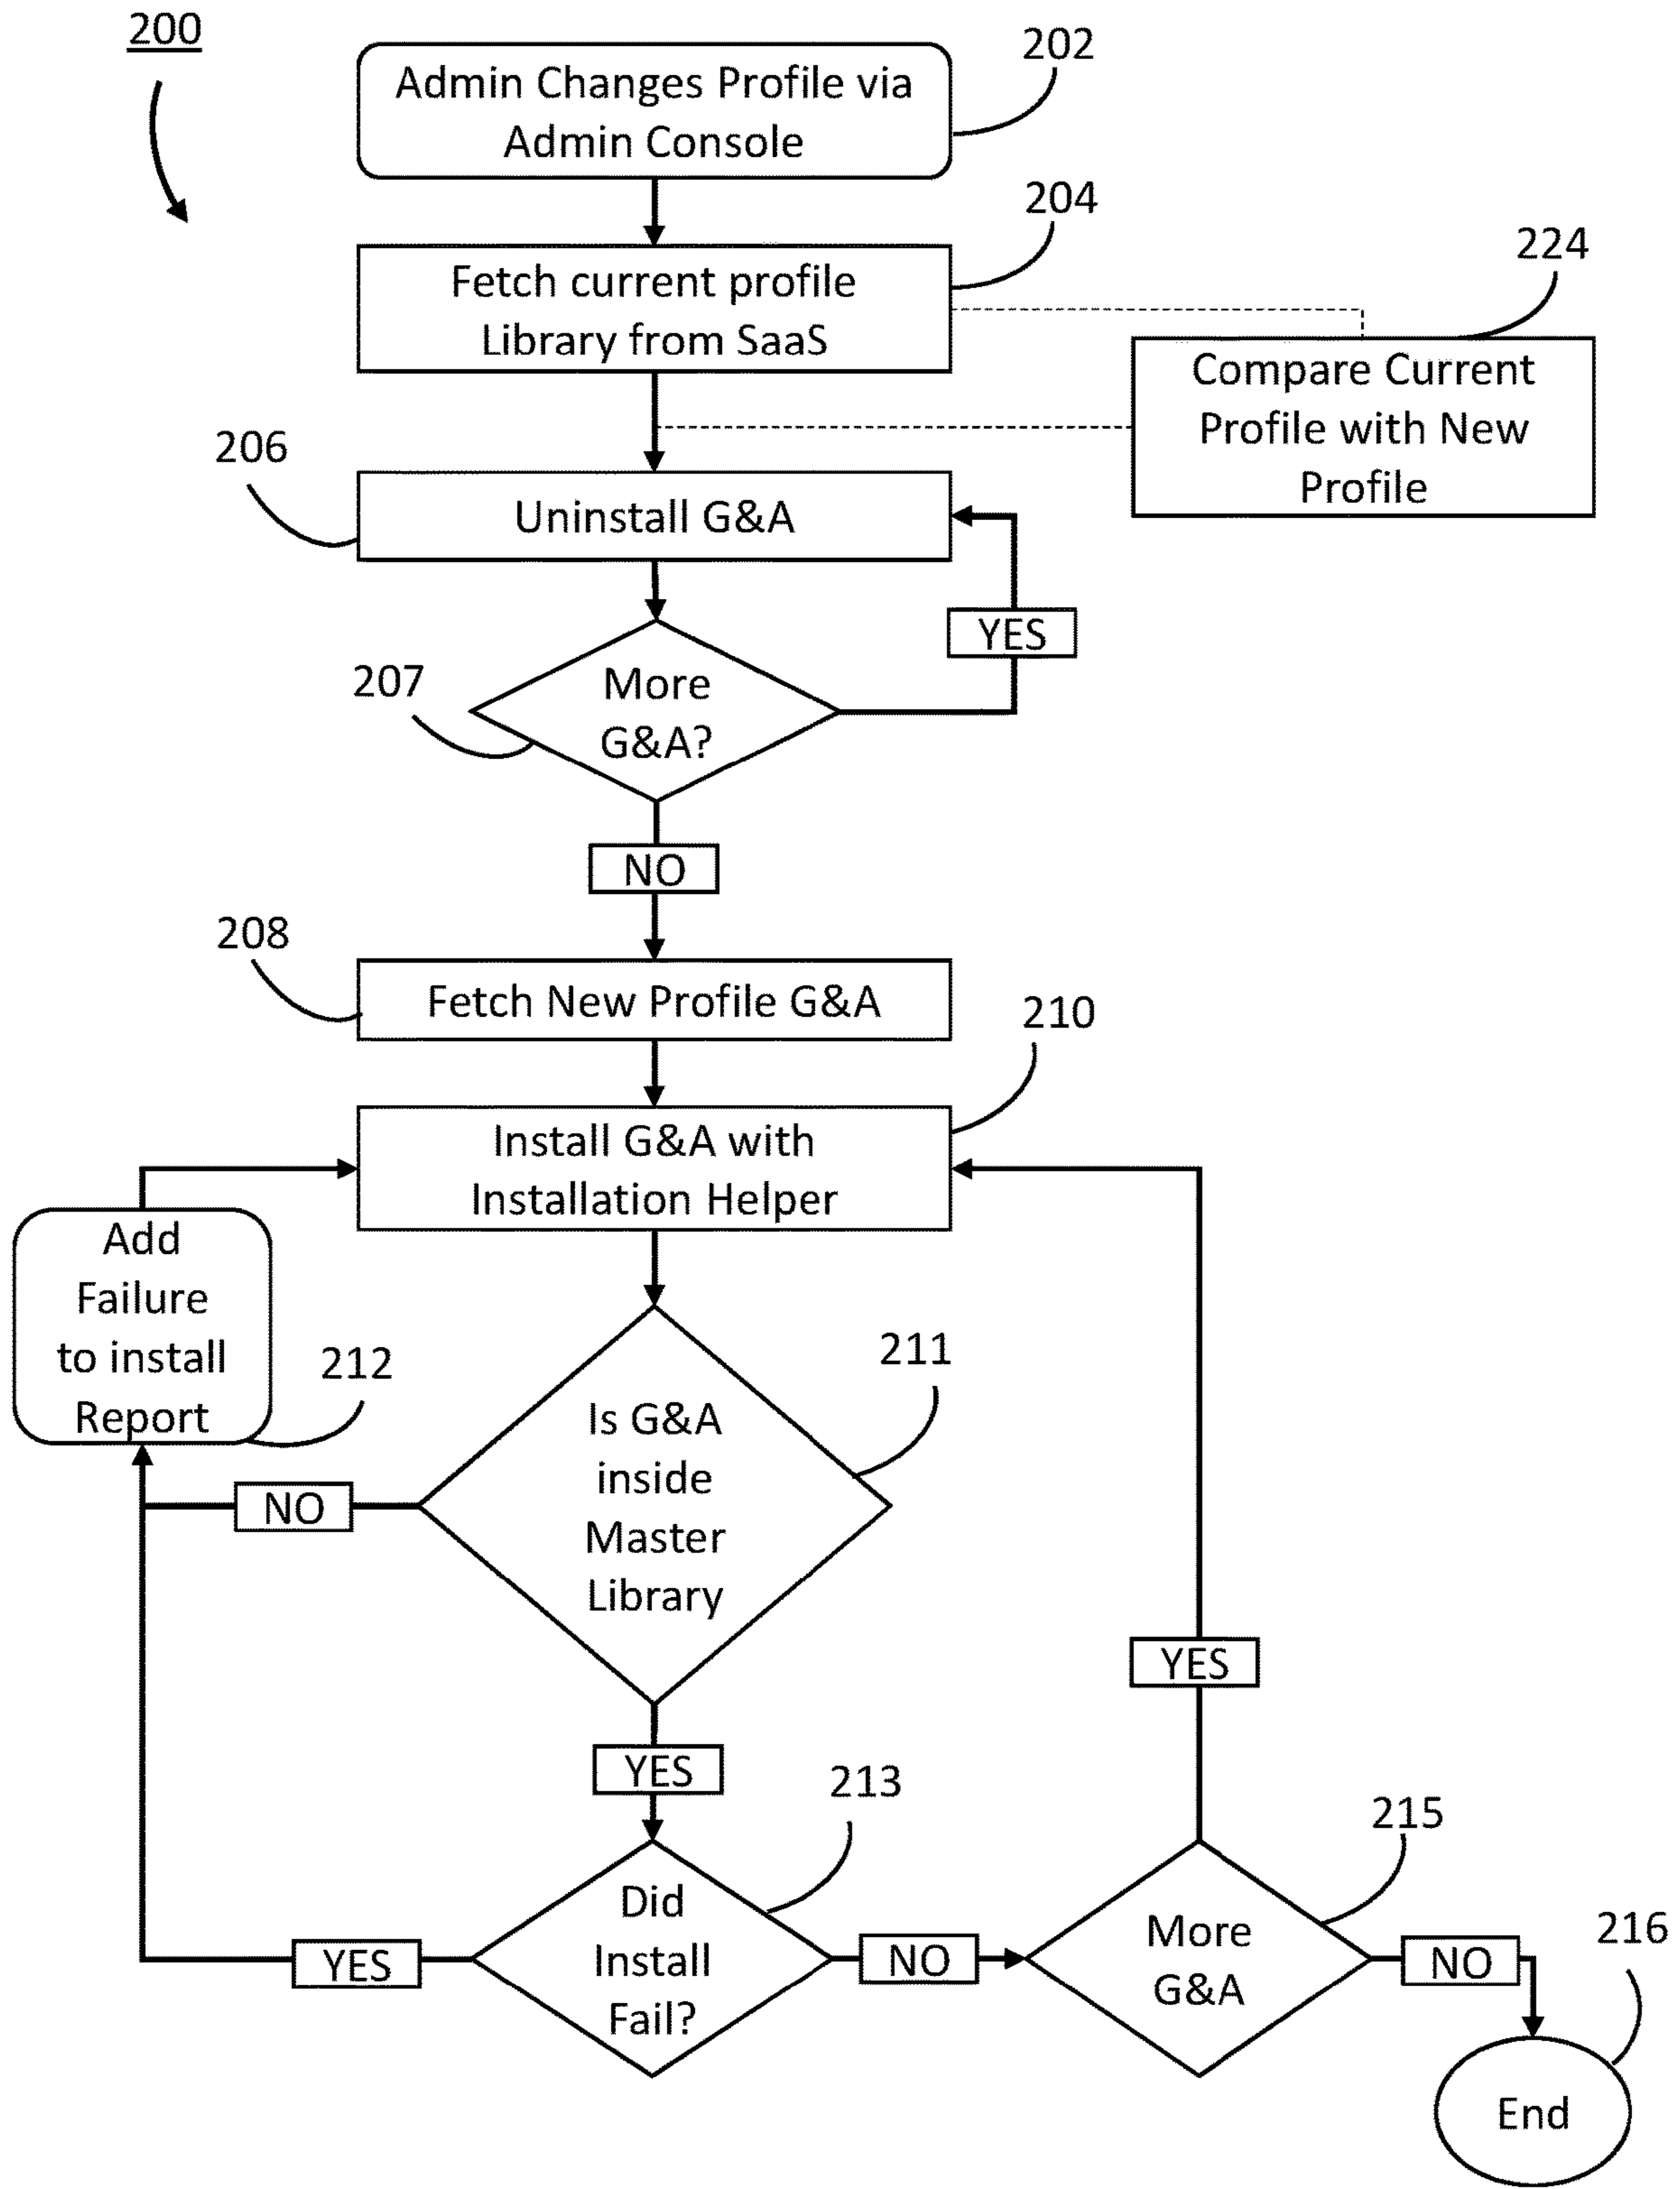 200
202
Admin Changes Profile via
Admin Console
204
Fetch current profile
Library from SaaS
224
Compare Current
Profile with New
Profile
206
Uninstall G&A
YES
207
More
G&A?
NO
208
Fetch New Profile G&A
210
Install G&A with
Installation Helper
Add
Failure
to install
Report
212
211
Is G&A
inside
Master
Library
NO
YES
YES
213
215
Did
Install
Fail?
YES
NO
More
G&A
NO
216
End